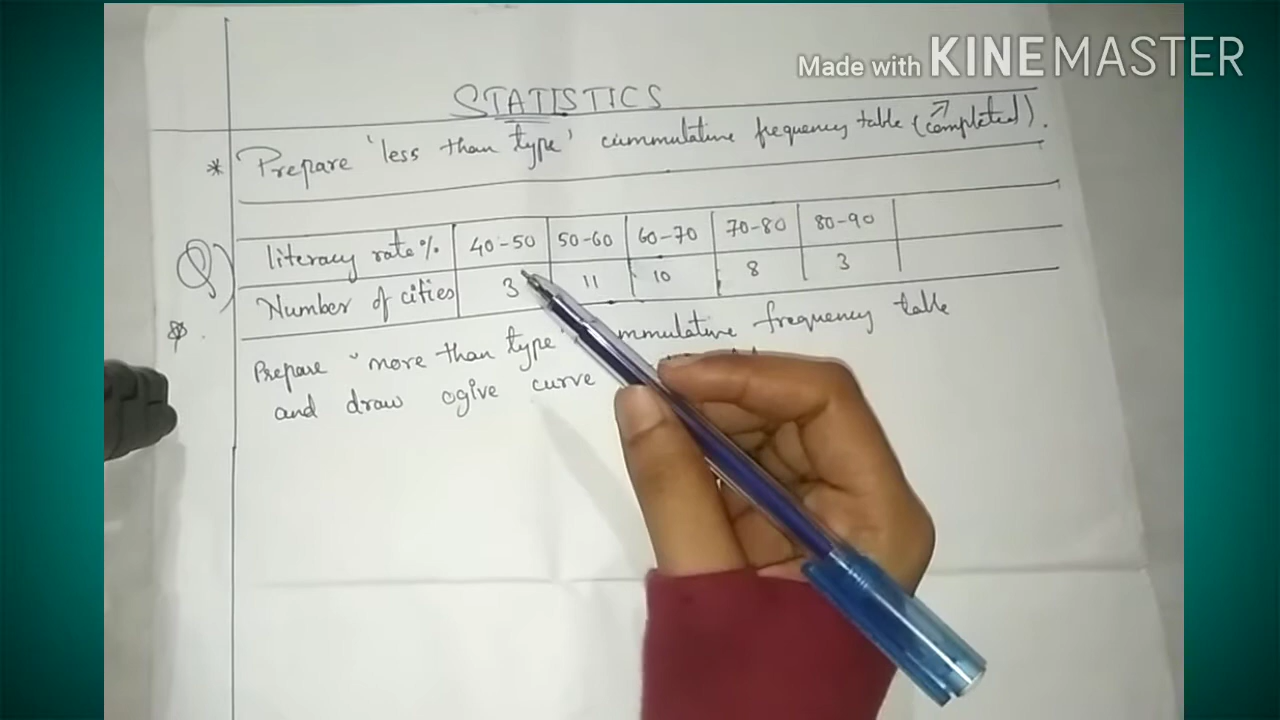 Made with KINEMASTER
STATISTICS
* Prepare 'less than type' cummulative frequency table (completed).
Q) literacy rate % 40-50 50-60 60-70 70-80 80-90
Number of cities 3 11 10 8 3
Prepare 'more than type' mmulative frequency table
and draw ogive curve